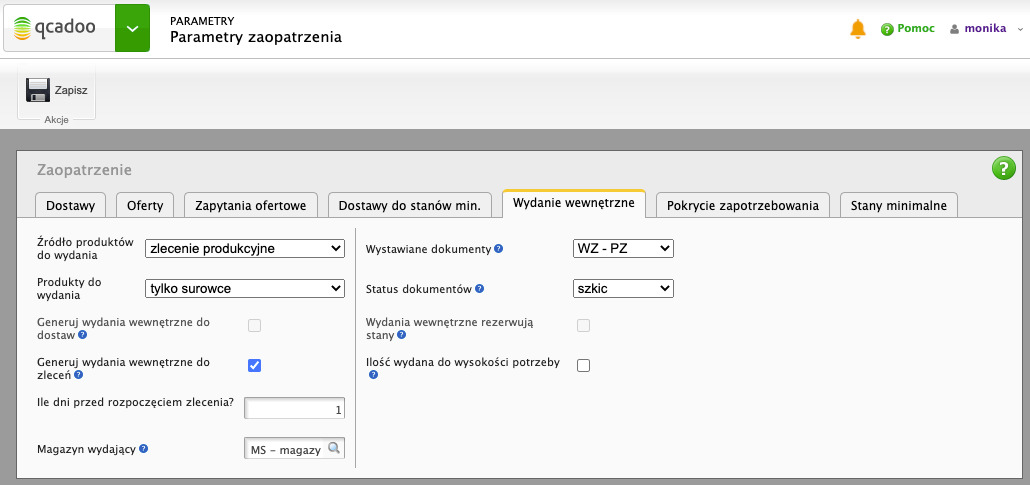 qcadoo
PARAMETRY
Parametry zaopatrzenia
? Pomoc
monika
Zapisz
Akcje
Zaopatrzenie
?
Dostawy
Oferty
Zapytania ofertowe
Dostawy do stanów min.
Wydanie wewnętrzne
Pokrycie zapotrzebowania
Stany minimalne
Źródło produktów
do wydania
zlecenie produkcyjne
Produkty do
wydania
tylko surowce
Generuj wydania wewnętrzne do
dostaw ?
Generuj wydania wewnętrzne do
zleceń ?
Ile dni przed rozpoczęciem zlecenia?
1
Magazyn wydający ?
MS - magazy
Wystawiane dokumenty ?
WZ - PZ
Status dokumentów ?
szkic
Wydania wewnętrzne rezerwują
stany ?
Ilość wydana do wysokości potrzeby
?